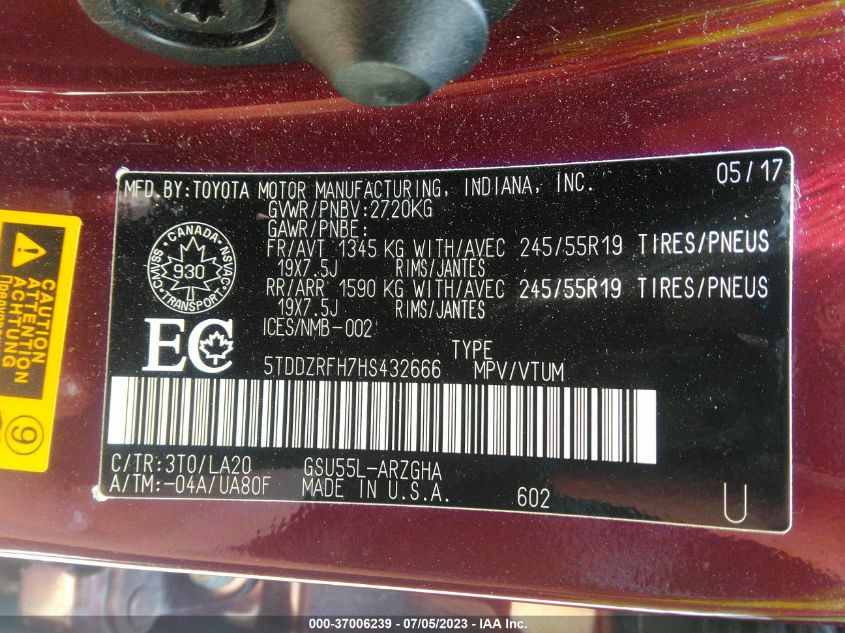 MFD.BY:TOYOTA MOTOR MANUFACTURING, INDIANA, INC. 05/17
GVWR/PNBV:2720KG
GAWR/PNBE:
FR/AVT 1345 KG WITH/AVEC 245/55R19 TIRES/PNEUS
19X7.5J RIMS/JANTES
RR/ARR 1590 KG WITH/AVEC 245/55R19 TIRES/PNEUS
19X7.5J RIMS/JANTES
ICES/NMB-002
CANADA
CMVSS 930 NSVAC
TRANSPORT
EC
TYPE
5TDDZRFH7HS432666 MPV/VTUM
C/TR:3T0/LA20 GSU55L-ARZGHA
A/TM:-04A/UA80F MADE IN U.S.A. 602 U
CAUTION
ATTENTION
ACHTUNG
9
000-37006239 - 07/05/2023 - IAA Inc.